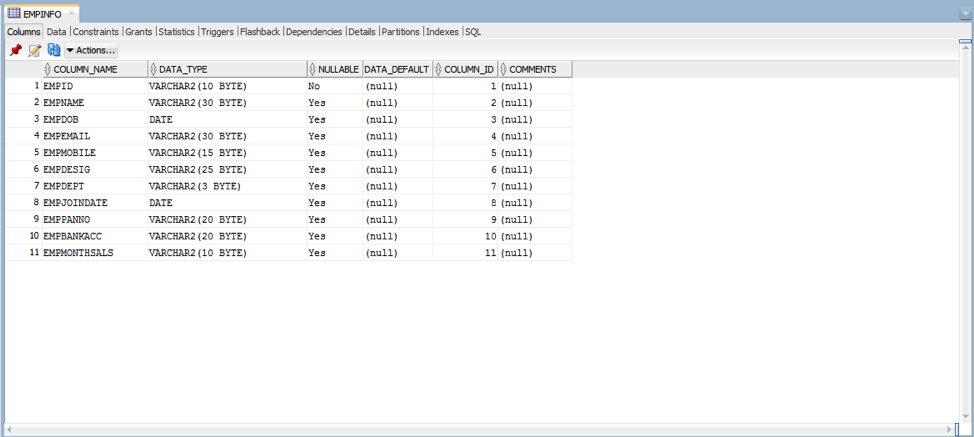 EMPINFO
Columns Data Constraints Grants Statistics Triggers Flashback Dependencies Details Partitions Indexes SQL
Actions...
COLUMN_NAME DATA_TYPE NULLABLE DATA_DEFAULT COLUMN_ID COMMENTS
1 EMPID VARCHAR2(10 BYTE) No (null) 1 (null)
2 EMPNAME VARCHAR2(30 BYTE) Yes (null) 2 (null)
3 EMPDOB DATE Yes (null) 3 (null)
4 EMPEMAIL VARCHAR2(30 BYTE) Yes (null) 4 (null)
5 EMPMOBILE VARCHAR2(15 BYTE) Yes (null) 5 (null)
6 EMPDESIG VARCHAR2(25 BYTE) Yes (null) 6 (null)
7 EMPDEPT VARCHAR2(3 BYTE) Yes (null) 7 (null)
8 EMPJOINDATE DATE Yes (null) 8 (null)
9 EMPPANNO VARCHAR2(20 BYTE) Yes (null) 9 (null)
10 EMPBANKACC VARCHAR2(20 BYTE) Yes (null) 10 (null)
11 EMPMONTHSALS VARCHAR2(10 BYTE) Yes (null) 11 (null)